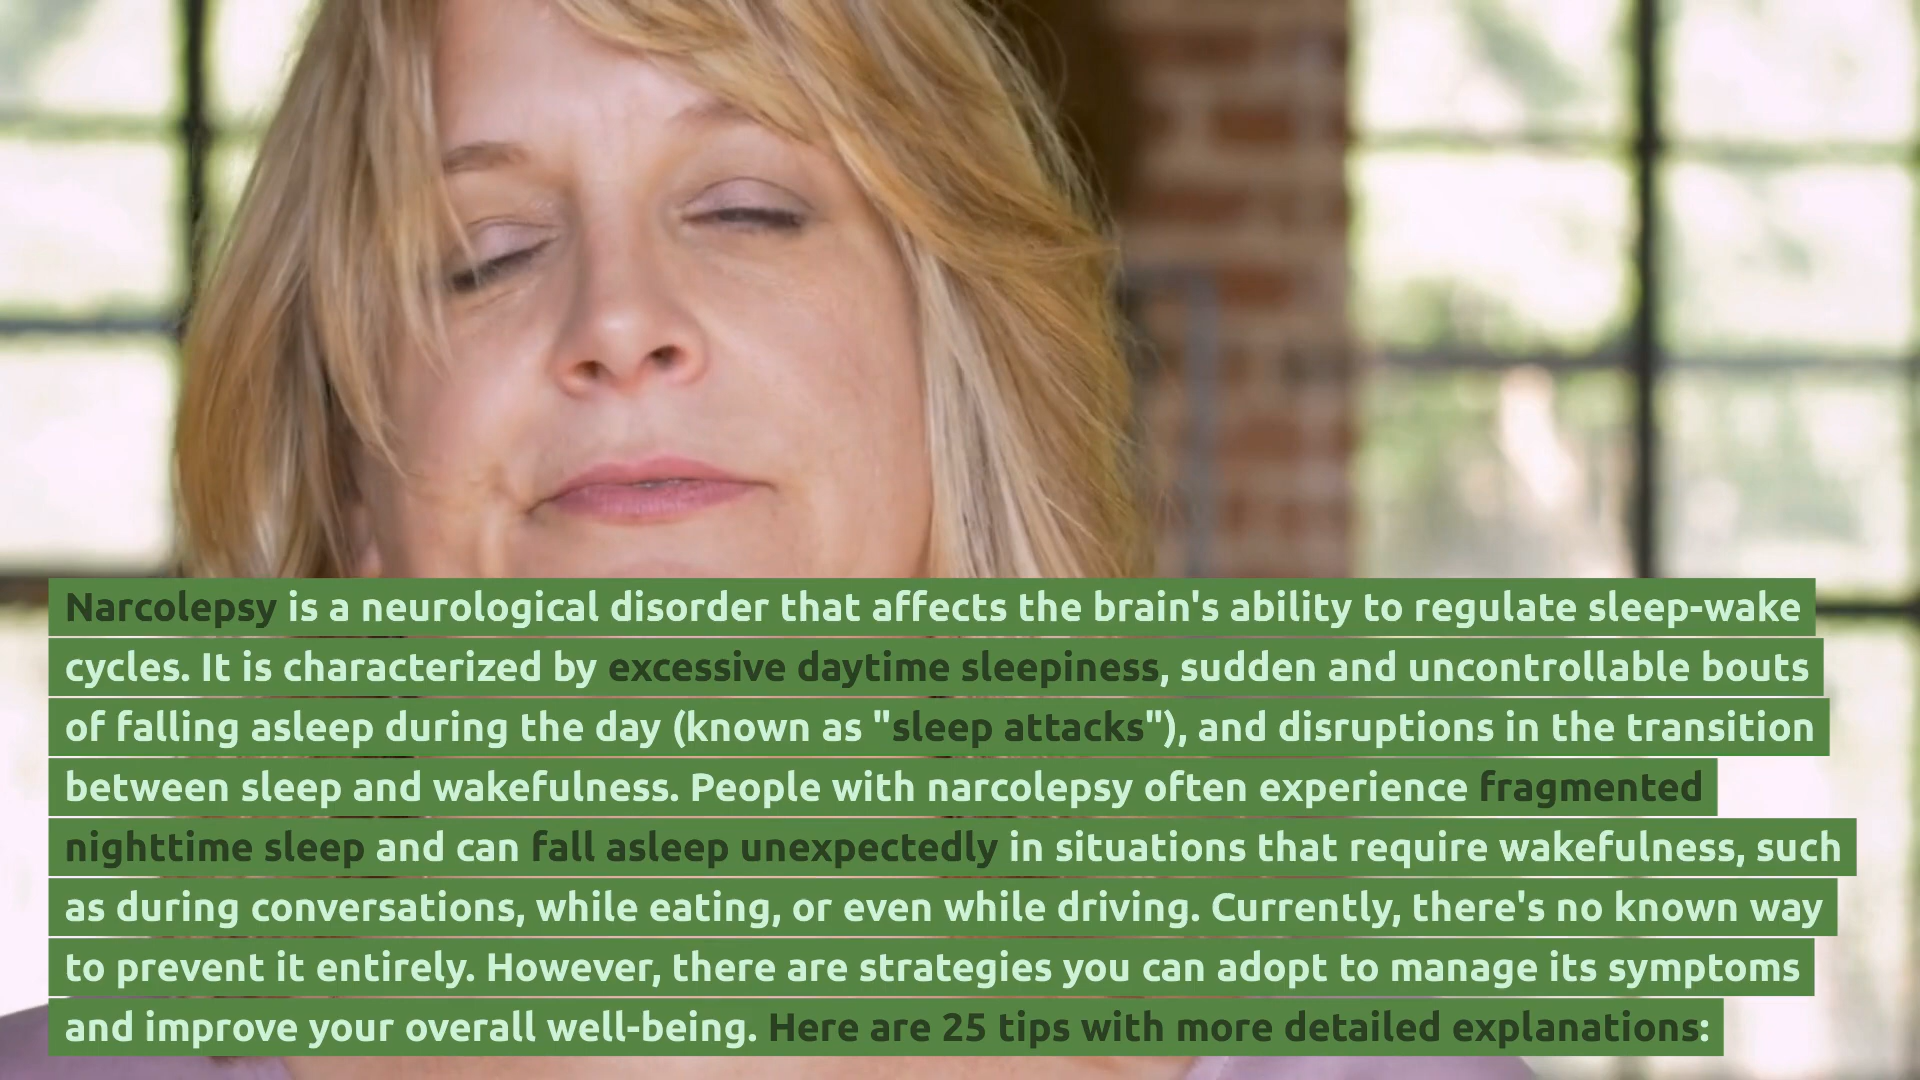 Narcolepsy is a neurological disorder that affects the brain's ability to regulate sleep-wake
cycles. It is characterized by excessive daytime sleepiness, sudden and uncontrollable bouts
of falling asleep during the day (known as "sleep attacks"), and disruptions in the transition
between sleep and wakefulness. People with narcolepsy often experience fragmented
nighttime sleep and can fall asleep unexpectedly in situations that require wakefulness, such
as during conversations, while eating, or even while driving. Currently, there's no known way
to prevent it entirely. However, there are strategies you can adopt to manage its symptoms
and improve your overall well-being. Here are 25 tips with more detailed explanations: